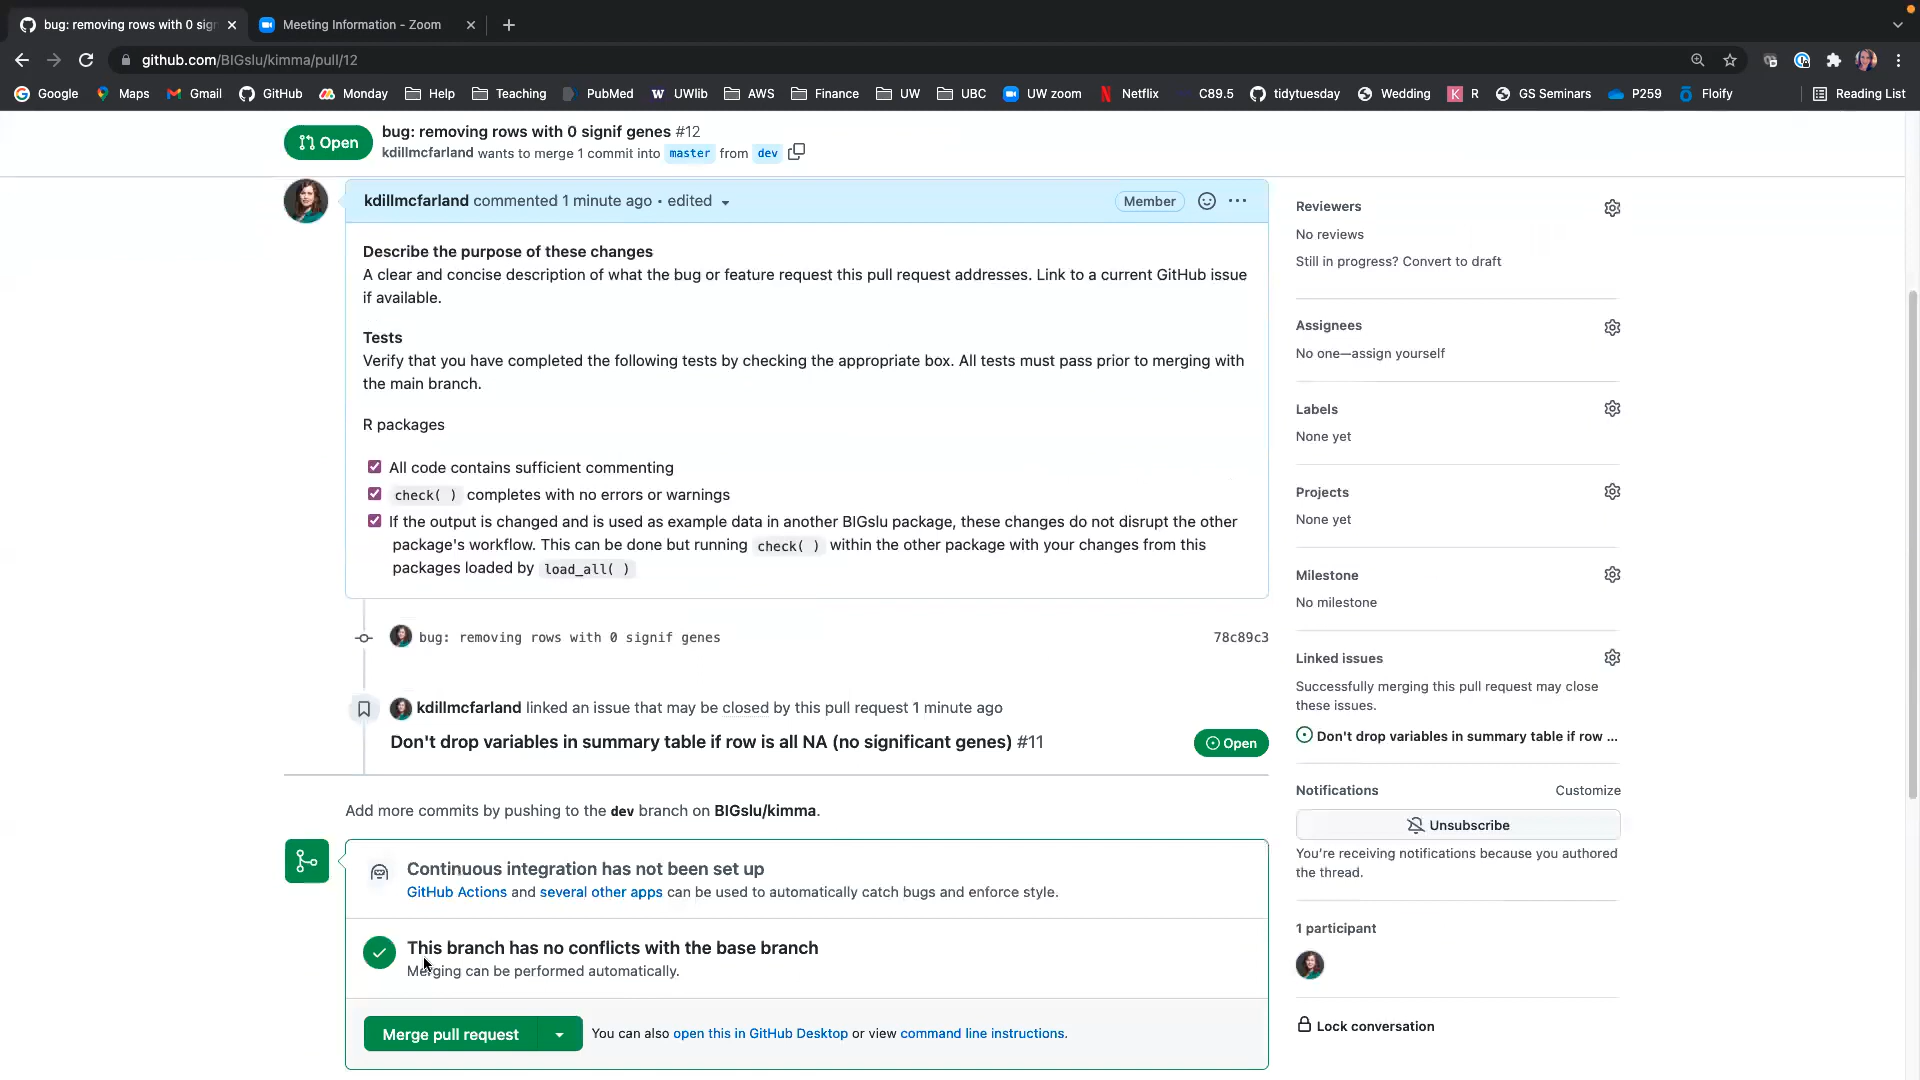 bug: removing rows with 0 sig
Meeting Information - Zoom
github.com/BIGslu/kimma/pull/12
Google
Maps
Gmail
GitHub
Monday
Help
Teaching
PubMed
UWlib
AWS
Finance
UW
UBC
UW zoom
Netflix
C89.5
tidytuesday
Wedding
R
GS Seminars
P259
Floify
Reading List
Open
bug: removing rows with 0 signif genes #12
kdillmcfarland wants to merge 1 commit into master from dev
kdillmcfarland commented 1 minute ago • edited
Member
Describe the purpose of these changes
A clear and concise description of what the bug or feature request this pull request addresses. Link to a current GitHub issue
if available.
Tests
Verify that you have completed the following tests by checking the appropriate box. All tests must pass prior to merging with
the main branch.
R packages
All code contains sufficient commenting
check( ) completes with no errors or warnings
If the output is changed and is used as example data in another BIGslu package, these changes do not disrupt the other
package's workflow. This can be done but running check( ) within the other package with your changes from this
packages loaded by load_all( )
bug: removing rows with 0 signif genes
78c89c3
kdillmcfarland linked an issue that may be closed by this pull request 1 minute ago
Don't drop variables in summary table if row is all NA (no significant genes) #11
Open
Add more commits by pushing to the dev branch on BIGslu/kimma.
Continuous integration has not been set up
GitHub Actions and several other apps can be used to automatically catch bugs and enforce style.
This branch has no conflicts with the base branch
Merging can be performed automatically.
Merge pull request
You can also open this in GitHub Desktop or view command line instructions.
Reviewers
No reviews
Still in progress? Convert to draft
Assignees
No one—assign yourself
Labels
None yet
Projects
None yet
Milestone
No milestone
Linked issues
Successfully merging this pull request may close
these issues.
Don't drop variables in summary table if row ...
Notifications
Customize
Unsubscribe
You're receiving notifications because you authored
the thread.
1 participant
Lock conversation